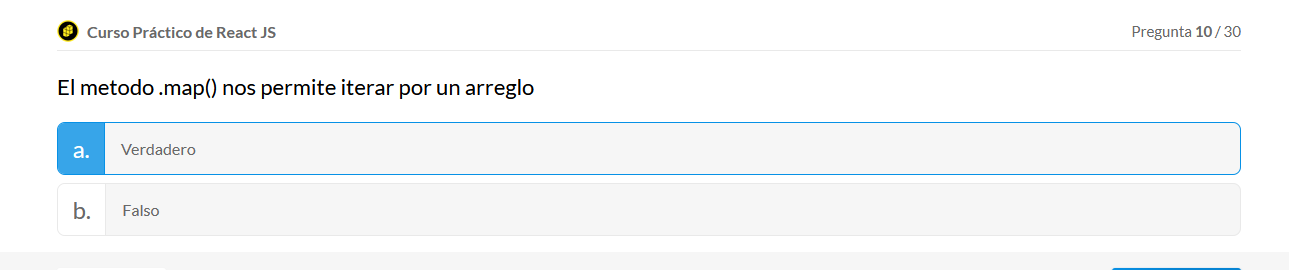 Curso Práctico de React JS
Pregunta 10 / 30
El metodo .map() nos permite iterar por un arreglo
a. Verdadero
b. Falso